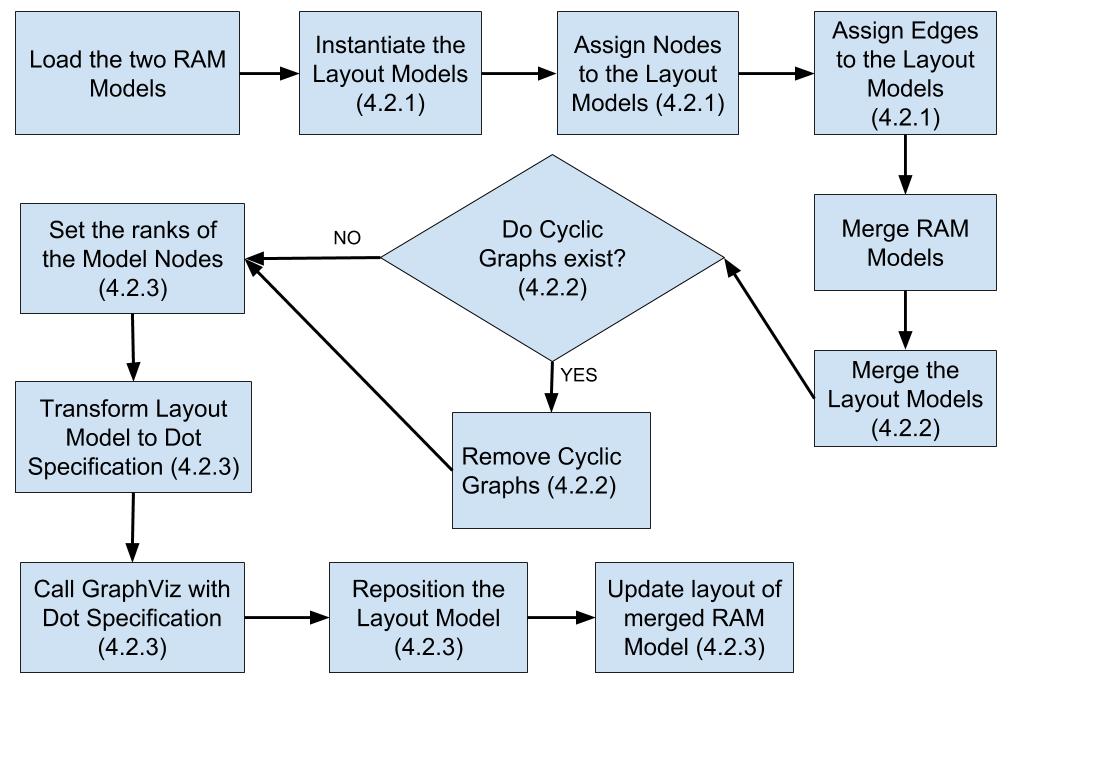 Load the two RAM
Models
Instantiate the
Layout Models
(4.2.1)
Assign Nodes
to the Layout
Models (4.2.1)
Assign Edges
to the Layout
Models
(4.2.1)
Merge RAM
Models
Merge the
Layout Models
(4.2.2)
Do Cyclic
Graphs exist?
(4.2.2)
NO
YES
Remove Cyclic
Graphs (4.2.2)
Set the ranks of
the Model Nodes
(4.2.3)
Transform Layout
Model to Dot
Specification (4.2.3)
Call GraphViz with
Dot Specification
(4.2.3)
Reposition the
Layout Model
(4.2.3)
Update layout of
merged RAM
Model (4.2.3)